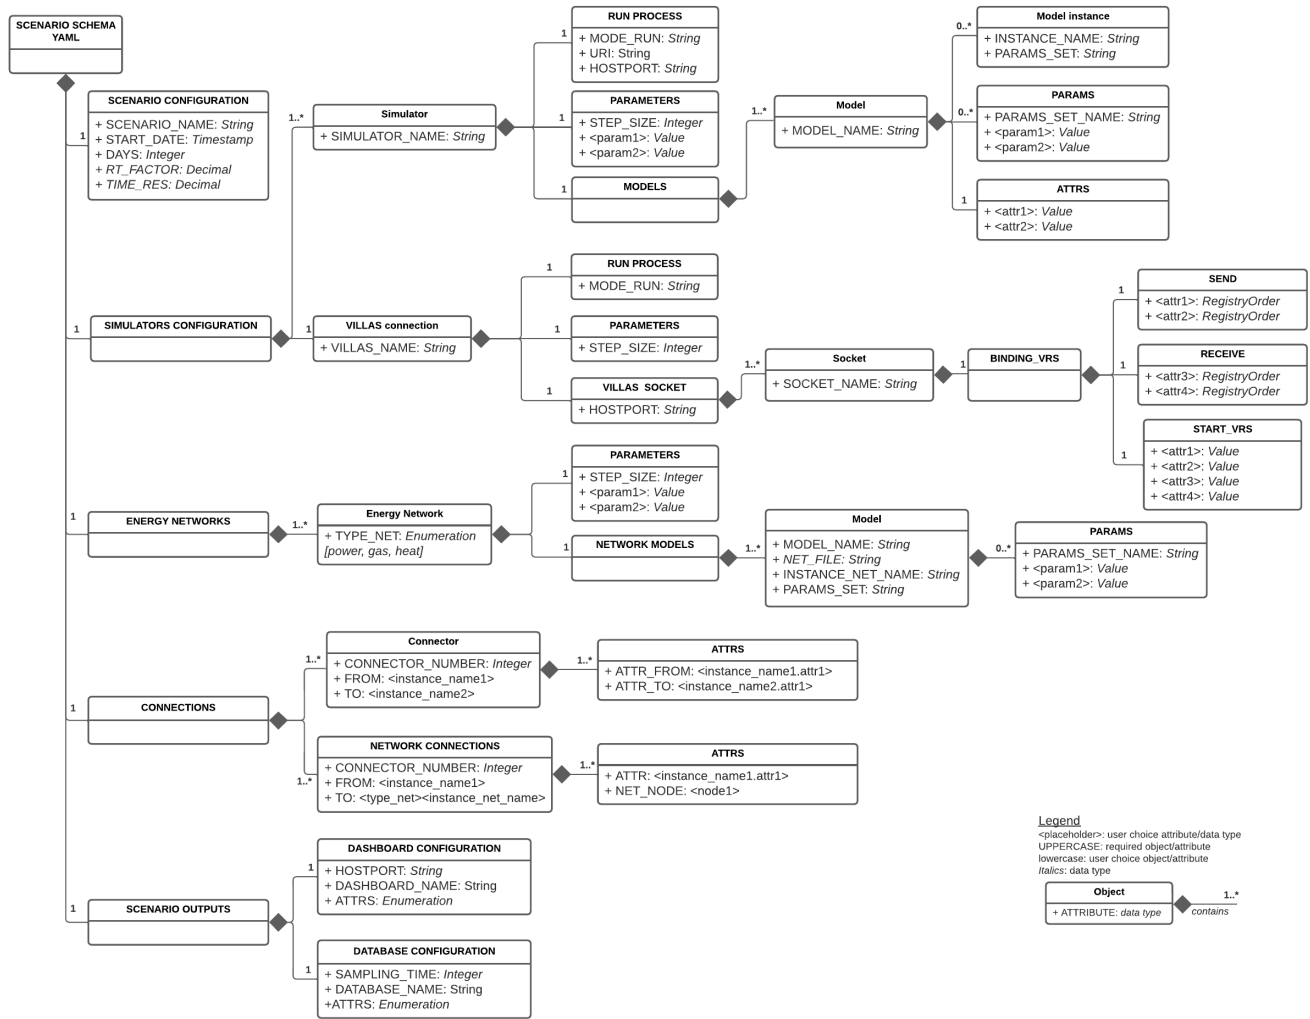 SCENARIO SCHEMA
YAML
1
SCENARIO CONFIGURATION
+ SCENARIO_NAME: String
+ START_DATE: Timestamp
+ DAYS: Integer
+ RT_FACTOR: Decimal
+ TIME_RES: Decimal
1
SIMULATORS CONFIGURATION
1..*
Simulator
+ SIMULATOR_NAME: String
1
RUN PROCESS
+ MODE_RUN: String
+ URI: String
+ HOSTPORT: String
1
PARAMETERS
+ STEP_SIZE: Integer
+ <param1>: Value
+ <param2>: Value
1
MODELS
1..*
Model
+ MODEL_NAME: String
0..*
Model instance
+ INSTANCE_NAME: String
+ PARAMS_SET: String
0..*
PARAMS
+ PARAMS_SET_NAME: String
+ <param1>: Value
+ <param2>: Value
1
ATTRS
+ <attr1>: Value
+ <attr2>: Value
1
VILLAS connection
+ VILLAS_NAME: String
1
RUN PROCESS
+ MODE_RUN: String
1
PARAMETERS
+ STEP_SIZE: Integer
1
VILLAS SOCKET
+ HOSTPORT: String
1..*
Socket
+ SOCKET_NAME: String
1
BINDING_VRS
1
SEND
+ <attr1>: RegistryOrder
+ <attr2>: RegistryOrder
1
RECEIVE
+ <attr3>: RegistryOrder
+ <attr4>: RegistryOrder
1
START_VRS
+ <attr1>: Value
+ <attr2>: Value
+ <attr3>: Value
+ <attr4>: Value
1
ENERGY NETWORKS
1..*
Energy Network
+ TYPE_NET: Enumeration
[power, gas, heat]
1
PARAMETERS
+ STEP_SIZE: Integer
+ <param1>: Value
+ <param2>: Value
1
NETWORK MODELS
1..*
Model
+ MODEL_NAME: String
+ NET_FILE: String
+ INSTANCE_NET_NAME: String
+ PARAMS_SET: String
0..*
PARAMS
+ PARAMS_SET_NAME: String
+ <param1>: Value
+ <param2>: Value
1
CONNECTIONS
1..*
Connector
+ CONNECTOR_NUMBER: Integer
+ FROM: <instance_name1>
+ TO: <instance_name2>
1..*
ATTRS
+ ATTR_FROM: <instance_name1.attr1>
+ ATTR_TO: <instance_name2.attr1>
1..*
NETWORK CONNECTIONS
+ CONNECTOR_NUMBER: Integer
+ FROM: <instance_name1>
+ TO: <type_net><instance_net_name>
1..*
ATTRS
+ ATTR: <instance_name1.attr1>
+ NET_NODE: <node1>
1
SCENARIO OUTPUTS
1
DASHBOARD CONFIGURATION
+ HOSTPORT: String
+ DASHBOARD_NAME: String
+ ATTRS: Enumeration
1
DATABASE CONFIGURATION
+ SAMPLING_TIME: Integer
+ DATABASE_NAME: String
+ATTRS: Enumeration
Legend
<placeholder>: user choice attribute/data type
UPPERCASE: required object/attribute
lowercase: user choice object/attribute
Italics: data type
Object
+ ATTRIBUTE: data type
1..*
contains